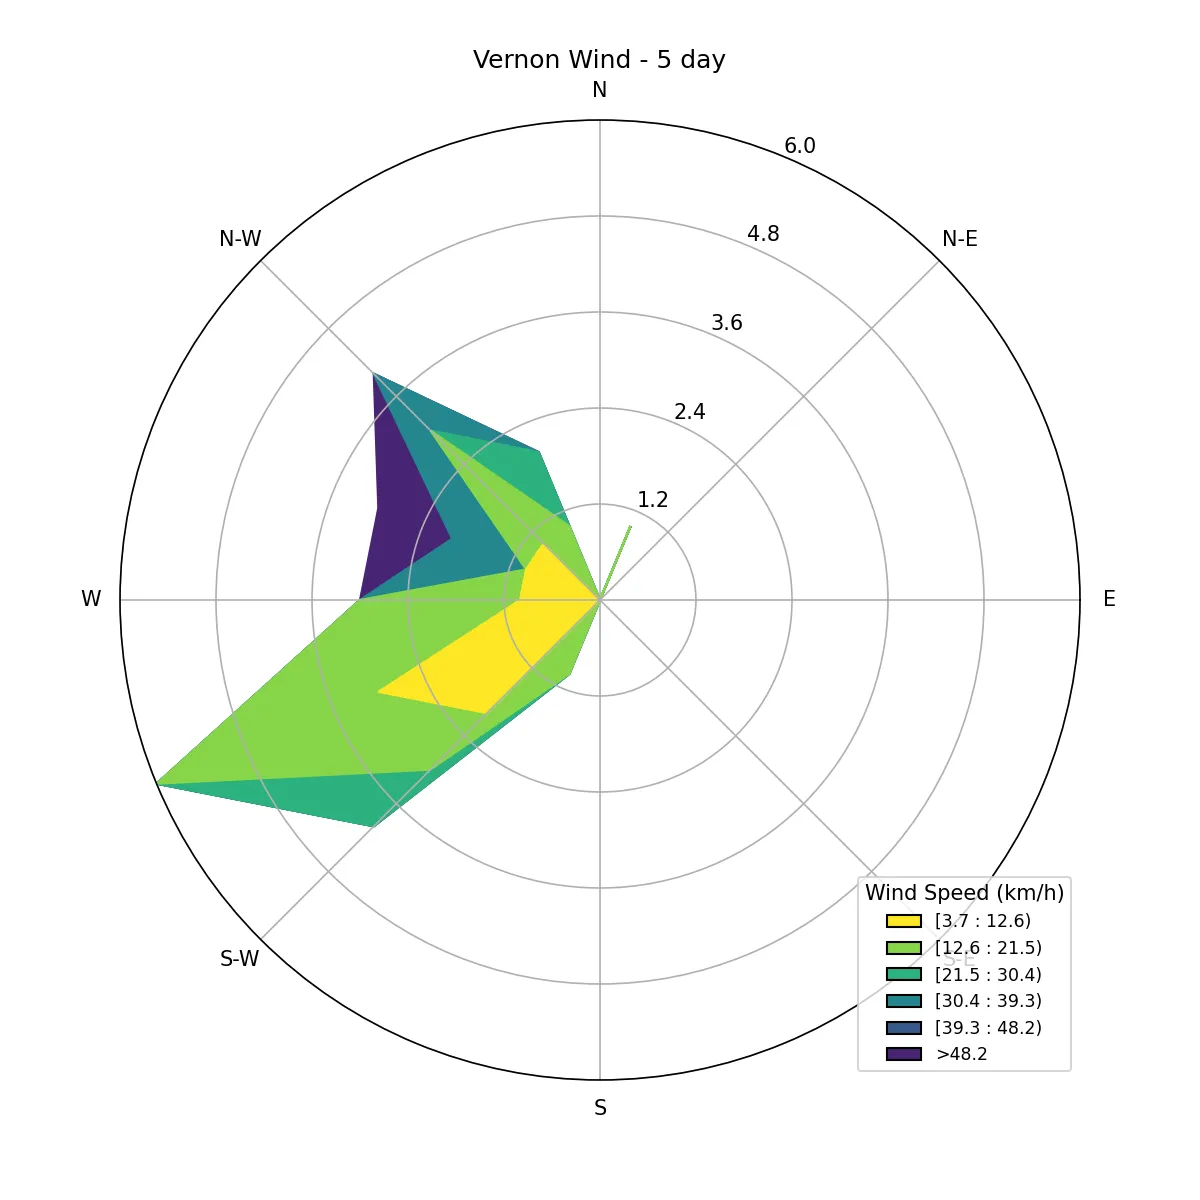 Vernon Wind - 5 day
N
6.0
N-W
4.8
N-E
3.6
2.4
1.2
W
E
Wind Speed (km/h)
[3.7 : 12.6)
[12.6 : 21.5)
S-W
S-E
[21.5 : 30.4)
[30.4 : 39.3)
[39.3 : 48.2)
>48.2
S